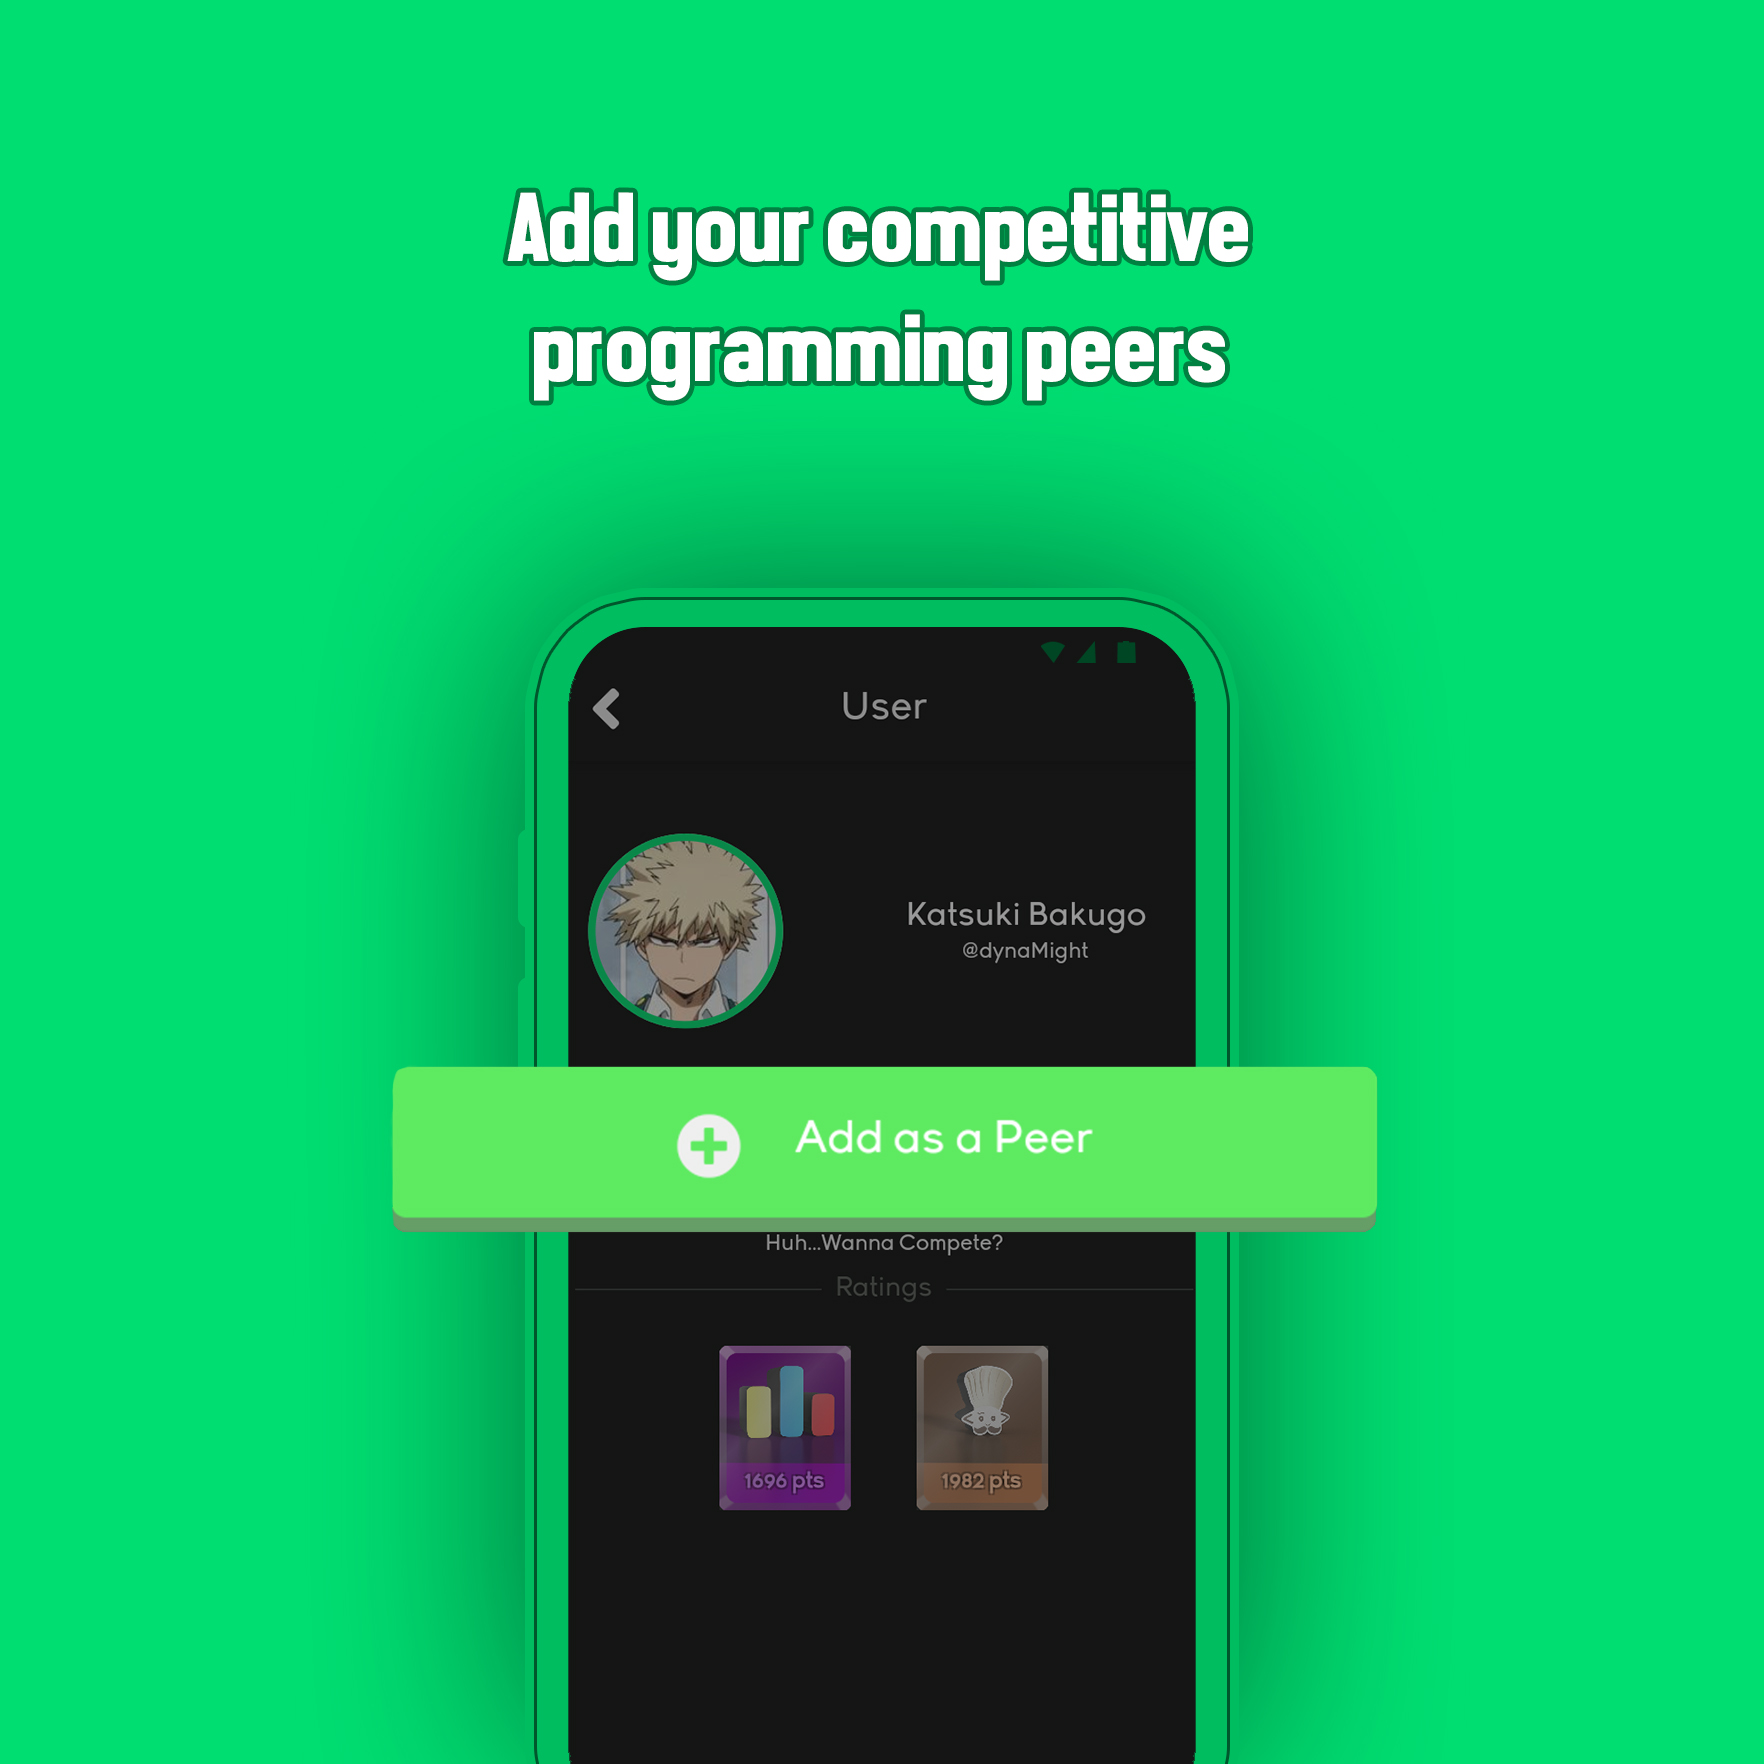 Add your competitive
programming peers
User
Katsuki Bakugo
@dynaMight
Add as a Peer
Huh...Wanna Compete?
Ratings
1696 pts
1982 pts